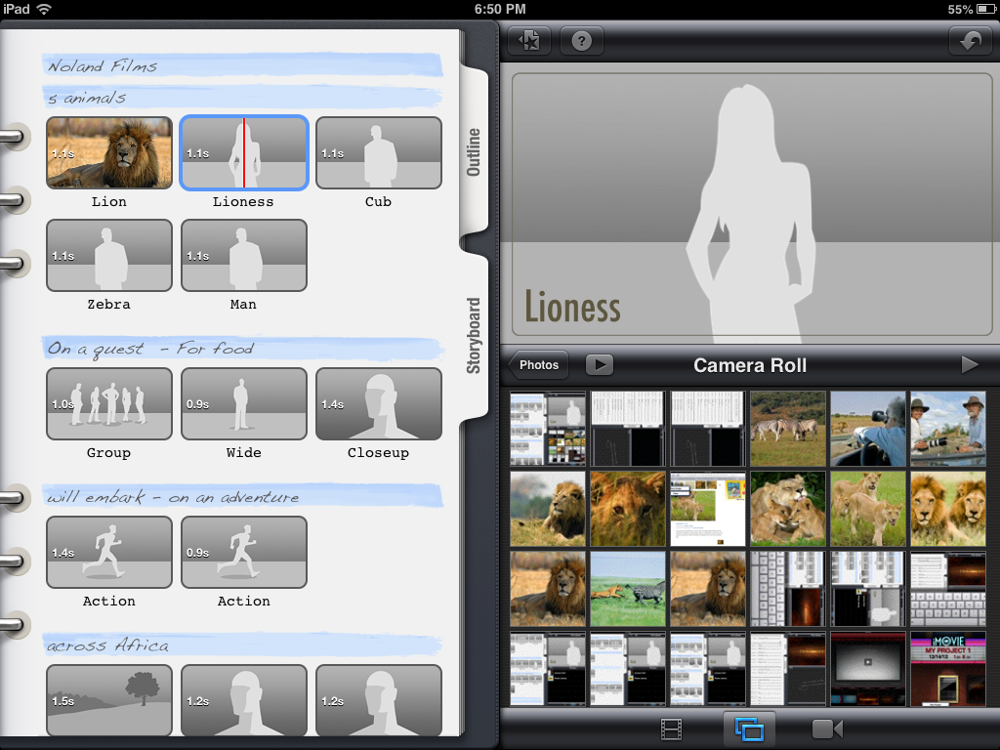 iPad 6:50 PM 55%
Noland Films
5 animals
1.1s 1.1s 1.1s
Lion Lioness Cub
1.1s 1.1s
Zebra Man
On a quest - For food
1.0s 0.9s 1.4s
Group Wide Closeup
will embark - on an adventure
1.4s 0.9s
Action Action
across Africa
1.5s 1.2s 1.2s
Outline
Storyboard
?
Lioness
Photos Camera Roll
iMOVIE
MY PROJECT 1